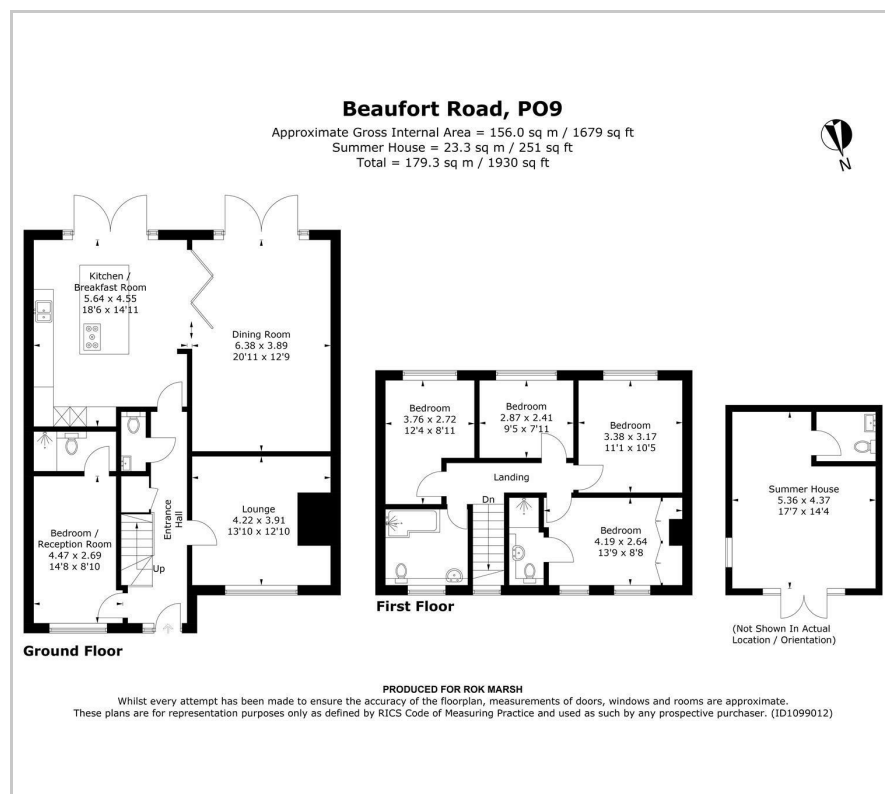 Beaufort Road, PO9
Approximate Gross Internal Area = 156.0 sq m / 1679 sq ft
Summer House = 23.3 sq m / 251 sq ft
Total = 179.3 sq m / 1930 sq ft
N
Kitchen /
Breakfast Room
5.64 x 4.55
18'6 x 14'11
Dining Room
6.38 x 3.89
20'11 x 12'9
Lounge
4.22 x 3.91
13'10 x 12'10
Entrance
Hall
Bedroom /
Reception Room
4.47 x 2.69
14'8 x 8'10
Up
Ground Floor
Bedroom
3.76 x 2.72
12'4 x 8'11
Bedroom
2.87 x 2.41
9'5 x 7'11
Bedroom
3.38 x 3.17
11'1 x 10'5
Landing
Dn
Bedroom
4.19 x 2.64
13'9 x 8'8
First Floor
Summer House
5.36 x 4.37
17'7 x 14'4
(Not Shown In Actual
Location / Orientation)
PRODUCED FOR ROK MARSH
Whilst every attempt has been made to ensure the accuracy of the floorplan, measurements of doors, windows and rooms are approximate.
These plans are for representation purposes only as defined by RICS Code of Measuring Practice and used as such by any prospective purchaser. (ID1099012)